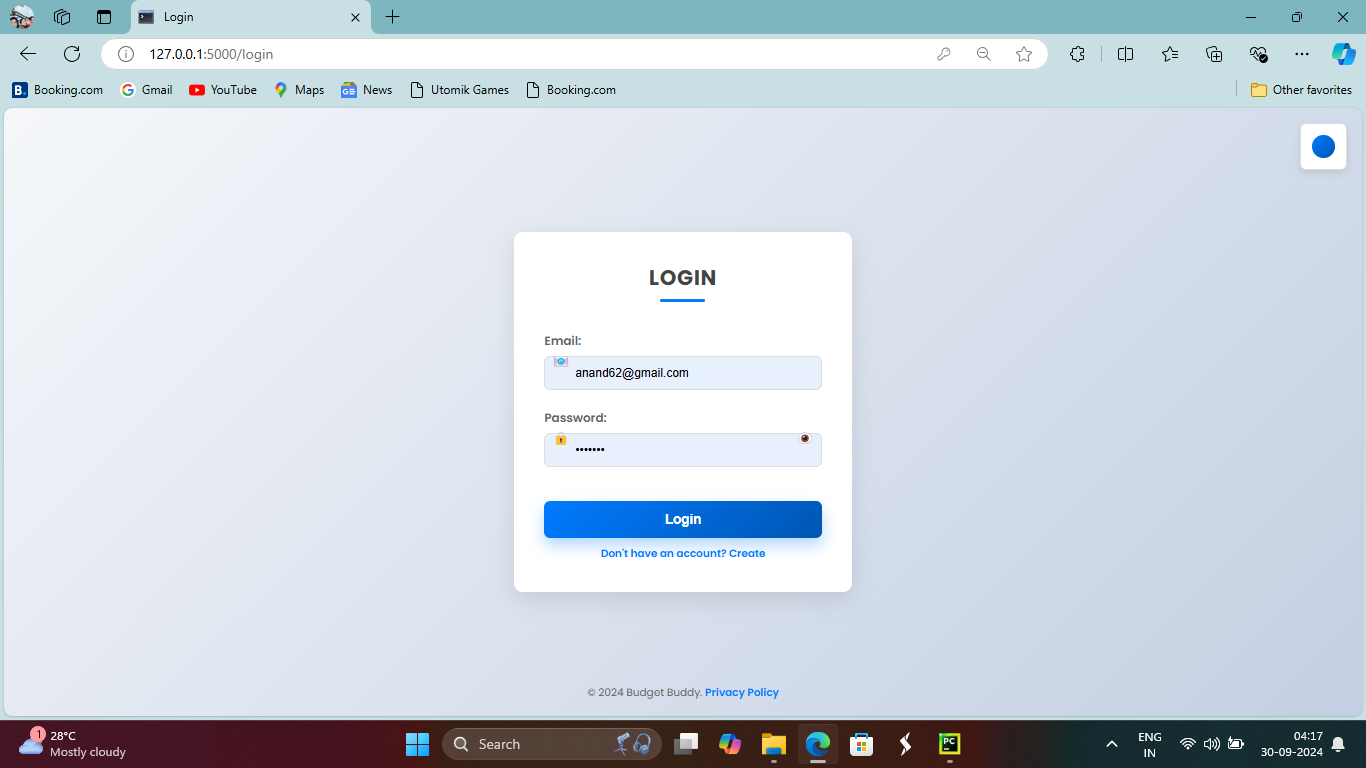 Login
127.0.0.1:5000/login
B. Booking.com
Gmail
YouTube
Maps
News
Utomik Games
Booking.com
Other favorites
LOGIN
Email:
anand62@gmail.com
Password:
•••••••
Login
Don't have an account? Create
© 2024 Budget Buddy. Privacy Policy
1
28°C
Mostly cloudy
Search
PC
ENG
IN
04:17
30-09-2024